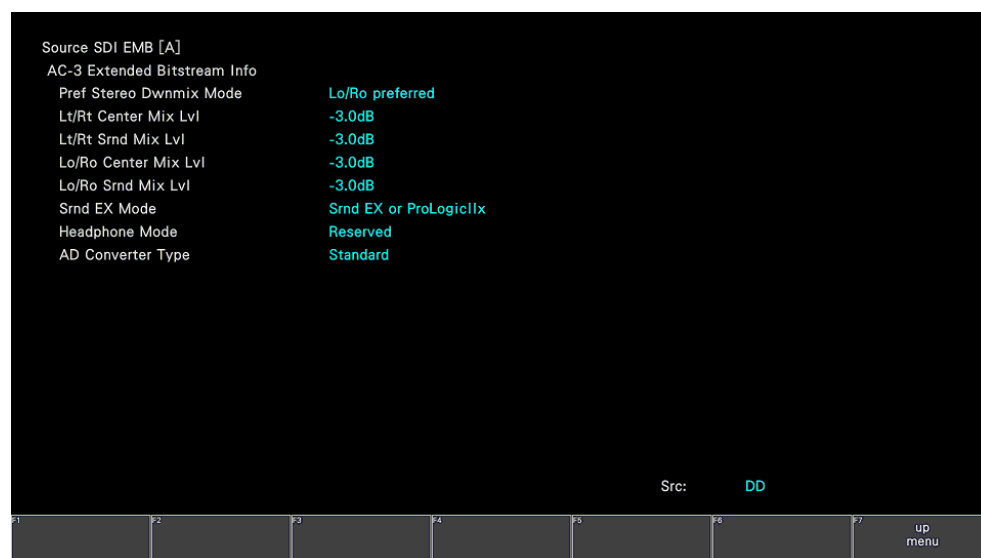 Source SDI EMB [A]
AC-3 Extended Bitstream Info
Pref Stereo Dwnmix Mode Lo/Ro preferred
Lt/Rt Center Mix Lvl -3.0dB
Lt/Rt Srnd Mix Lvl -3.0dB
Lo/Ro Center Mix Lvl -3.0dB
Lo/Ro Srnd Mix Lvl -3.0dB
Srnd EX Mode Srnd EX or ProLogicIIx
Headphone Mode Reserved
AD Converter Type Standard
Src: DD
F1 F2 F3 F4 F5 F6 F7
up
menu